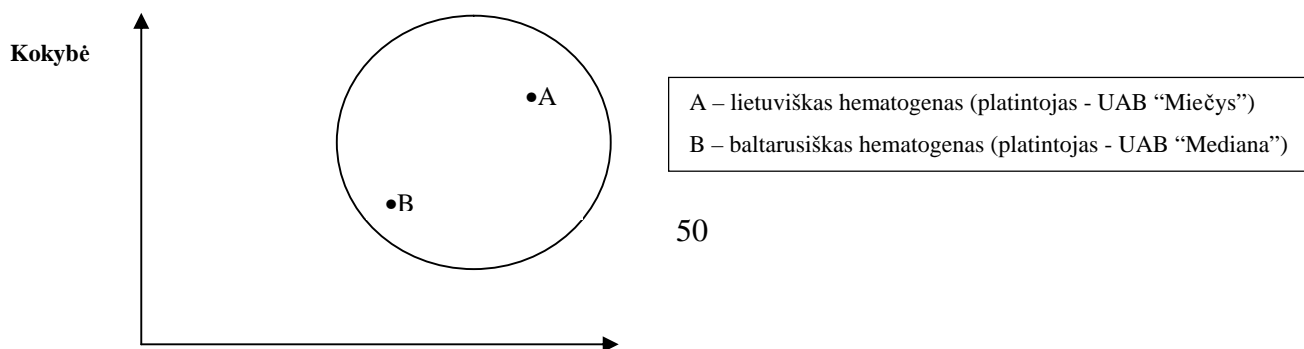 Kokybė
•A
A – lietuviškas hematogenas (platintojas - UAB “Miečys”)
B – baltarusiškas hematogenas (platintojas - UAB “Mediana”)
•B
50